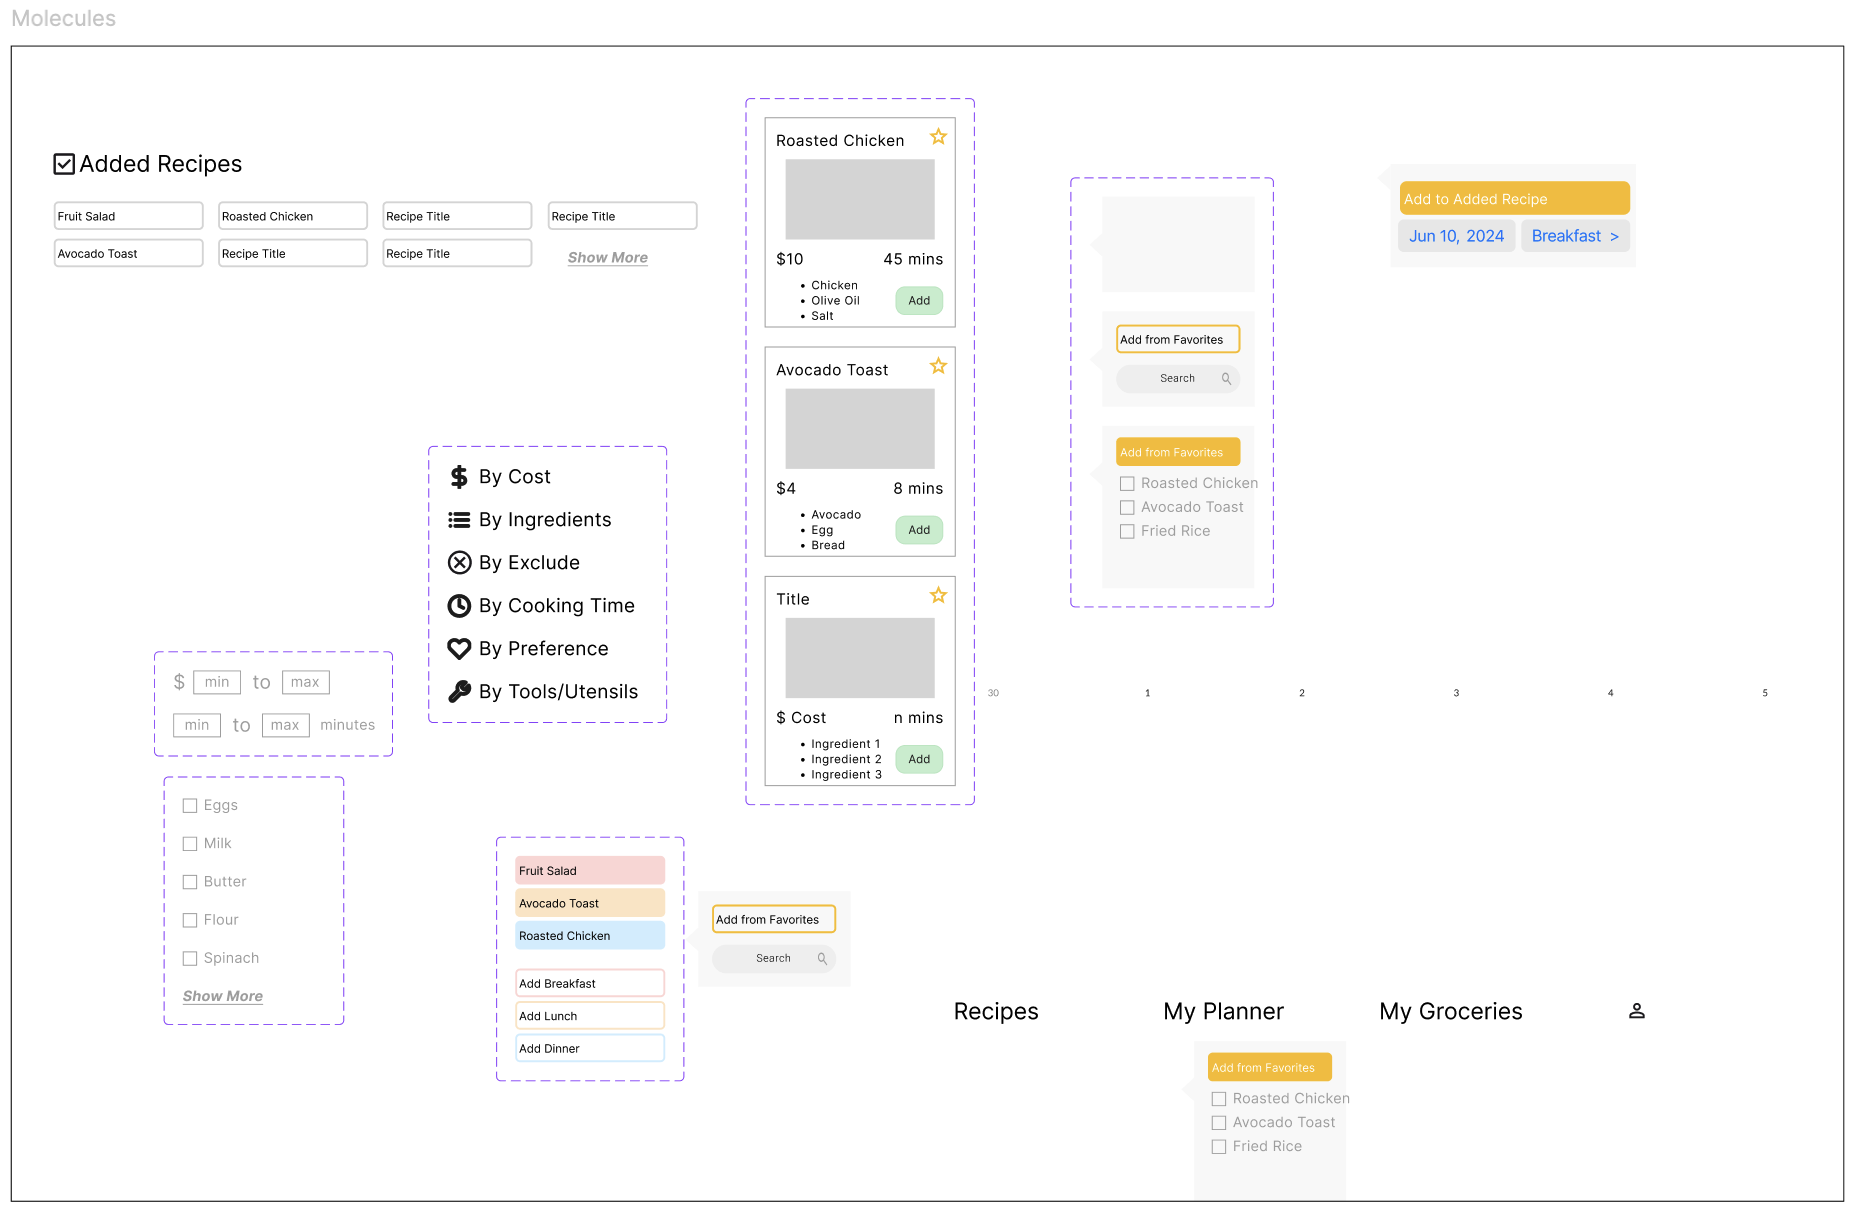 Molecules
Added Recipes
Fruit Salad
Roasted Chicken
Recipe Title
Recipe Title
Avocado Toast
Recipe Title
Recipe Title
Show More
Roasted Chicken
$10
45 mins
Chicken
Olive Oil
Salt
Add
Avocado Toast
$4
8 mins
Avocado
Egg
Bread
Add
Title
$ Cost
n mins
Ingredient 1
Ingredient 2
Ingredient 3
Add
Add from Favorites
Search
Add from Favorites
Roasted Chicken
Avocado Toast
Fried Rice
Add to Added Recipe
Jun 10, 2024
Breakfast >
By Cost
By Ingredients
By Exclude
By Cooking Time
By Preference
By Tools/Utensils
$ min to max
min to max minutes
Eggs
Milk
Butter
Flour
Spinach
Show More
30 1 2 3 4 5
Fruit Salad
Avocado Toast
Roasted Chicken
Add Breakfast
Add Lunch
Add Dinner
Add from Favorites
Search
Recipes
My Planner
My Groceries
Add from Favorites
Roasted Chicken
Avocado Toast
Fried Rice